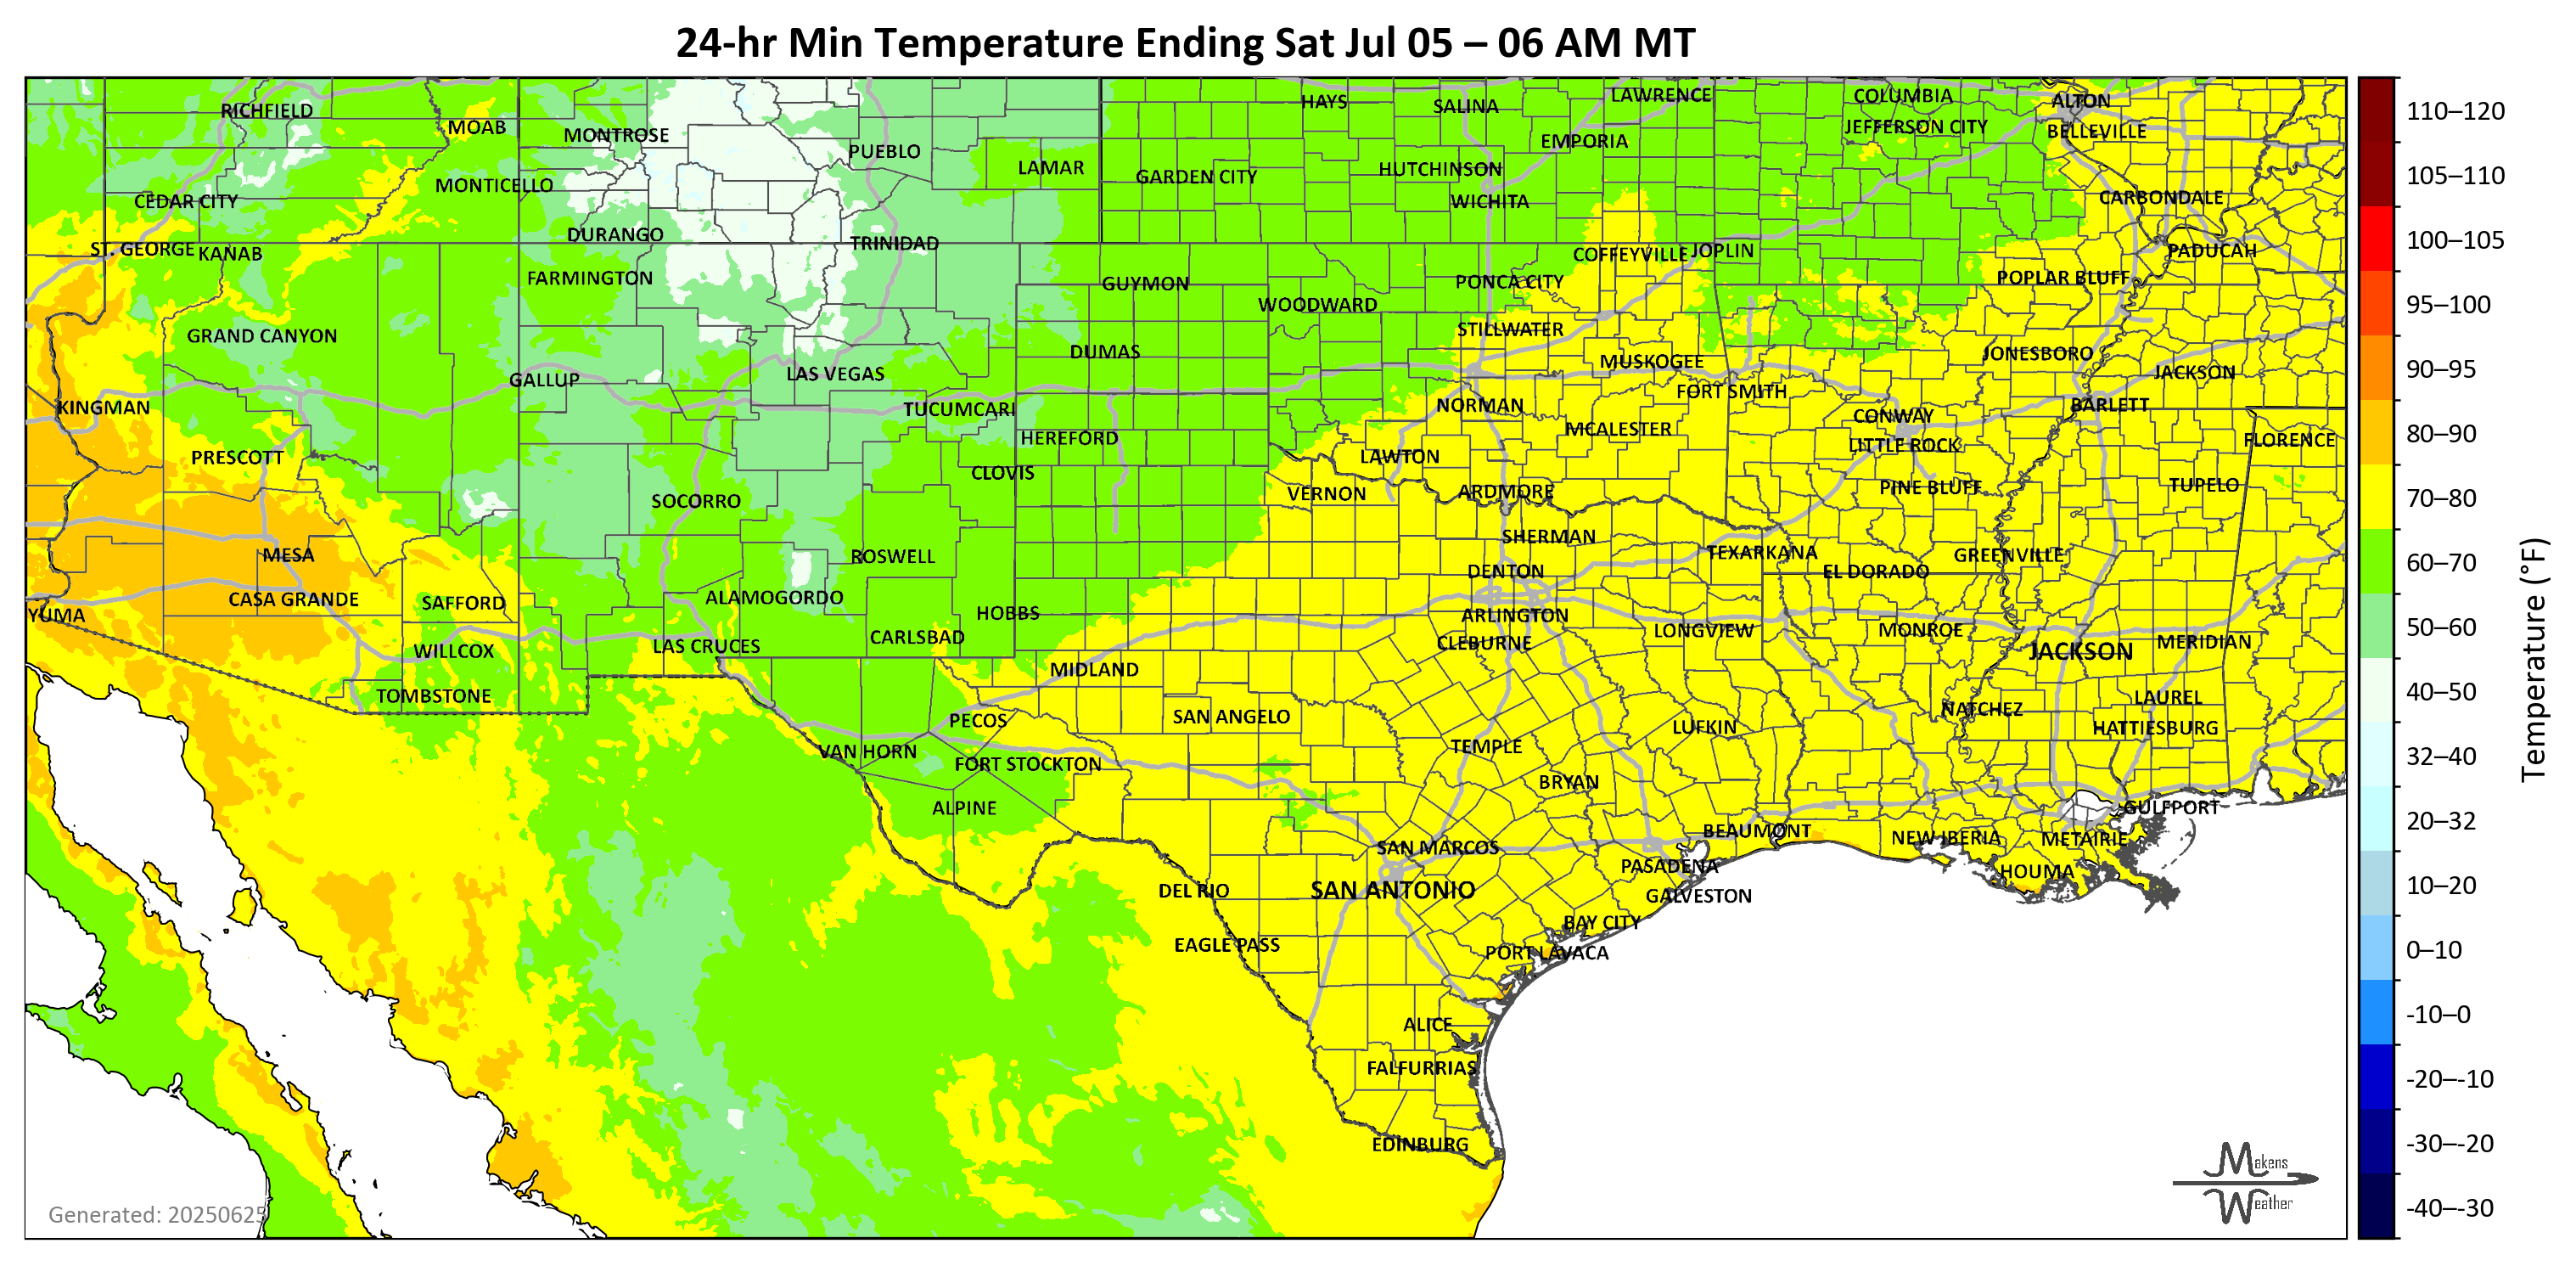 24-hr Min Temperature Ending Sat Jul 05 – 06 AM MT
RICHFIELD
MOAB
MONTROSE
PUEBLO
LAMAR
HAYS
SALINA
LAWRENCE
COLUMBIA
ALTON
JEFFERSON CITY
BELLEVILLE
EMPORIA
GARDEN CITY
HUTCHINSON
WICHITA
MONTICELLO
CEDAR CITY
CARBONDALE
DURANGO
TRINIDAD
ST. GEORGE
KANAB
COFFEYVILLE
JOPLIN
PADUCAH
FARMINGTON
GUYMON
PONCA CITY
POPLAR BLUFF
WOODWARD
GRAND CANYON
STILLWATER
DUMAS
MUSKOGEE
JONESBORO
JACKSON
GALLUP
LAS VEGAS
FORT SMITH
KINGMAN
TUCUMCARI
NORMAN
CONWAY
BARLETT
HEREFORD
MCALESTER
LITTLE ROCK
FLORENCE
PRESCOTT
CLOVIS
LAWTON
SOCORRO
VERNON
ARDMORE
PINE BLUFF
TUPELO
MESA
ROSWELL
SHERMAN
TEXARKANA
GREENVILLE
DENTON
EL DORADO
CASA GRANDE
SAFFORD
ALAMOGORDO
HOBBS
ARLINGTON
YUMA
LAS CRUCES
CARLSBAD
CLEBURNE
LONGVIEW
MONROE
JACKSON
MERIDIAN
WILLCOX
MIDLAND
TOMBSTONE
LAUREL
PECOS
SAN ANGELO
NATCHEZ
HATTIESBURG
LUFKIN
VAN HORN
FORT STOCKTON
TEMPLE
BRYAN
ALPINE
GULFPORT
BEAUMONT
NEW IBERIA
METAIRIE
SAN MARCOS
PASADENA
HOUMA
DEL RIO
SAN ANTONIO
GALVESTON
BAY CITY
EAGLE PASS
PORT LAVACA
ALICE
FALFURRIAS
EDINBURG
Generated: 20250625
Makens
Weather
110–120
105–110
100–105
95–100
90–95
80–90
70–80
60–70
50–60
40–50
32–40
20–32
10–20
0–10
-10–0
-20–-10
-30–-20
-40–-30
Temperature (°F)